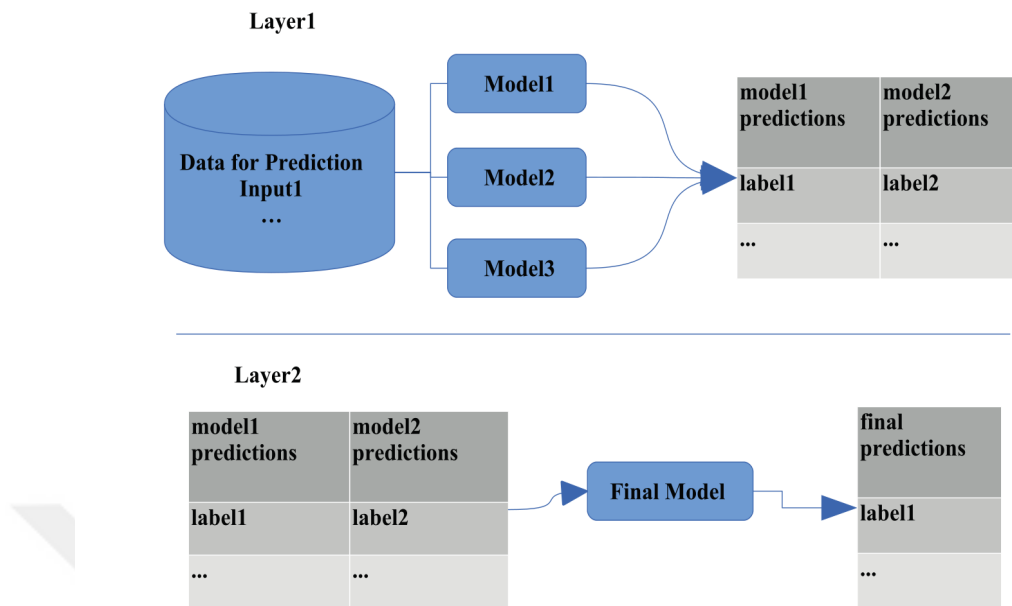 Layer1
Data for Prediction
Input1
...
Model1
Model2
Model3
model1
predictions
model2
predictions
label1
label2
...
...
Layer2
model1
predictions
model2
predictions
label1
label2
...
...
Final Model
final
predictions
label1
...